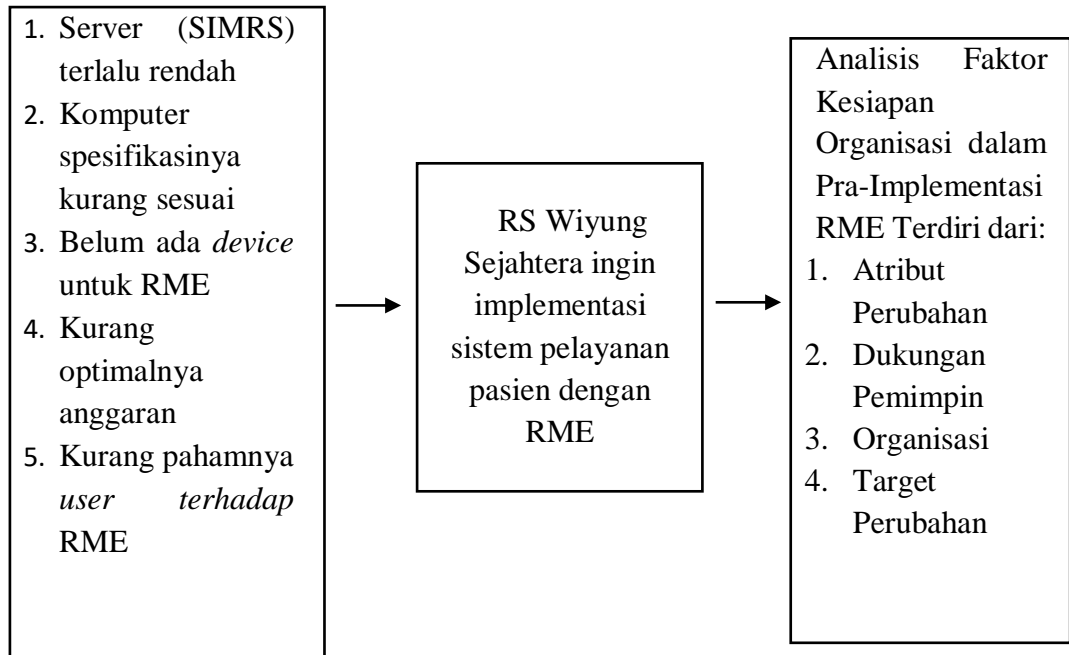 1. Server (SIMRS)
terlalu rendah
2. Komputer
spesifikasinya
kurang sesuai
3. Belum ada device
untuk RME
4. Kurang
optimalnya
anggaran
5. Kurang pahamnya
user terhadap
RME
RS Wiyung
Sejahtera ingin
implementasi
sistem pelayanan
pasien dengan
RME
Analisis Faktor
Kesiapan
Organisasi dalam
Pra-Implementasi
RME Terdiri dari:
1. Atribut
Perubahan
2. Dukungan
Pemimpin
3. Organisasi
4. Target
Perubahan